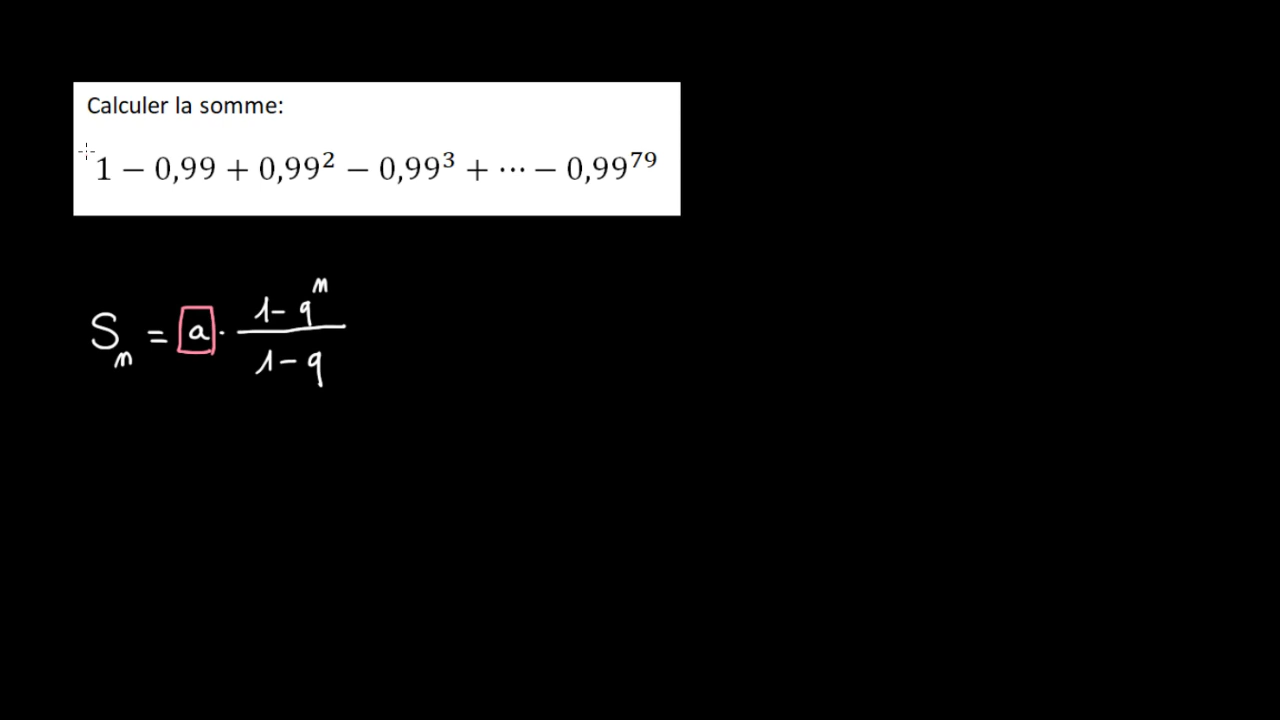 Calculer la somme:
1 − 0,99 + 0,99² − 0,99³ + ⋯ − 0,99⁷⁹
Sₙ = a · (1 − qⁿ) / (1 − q)